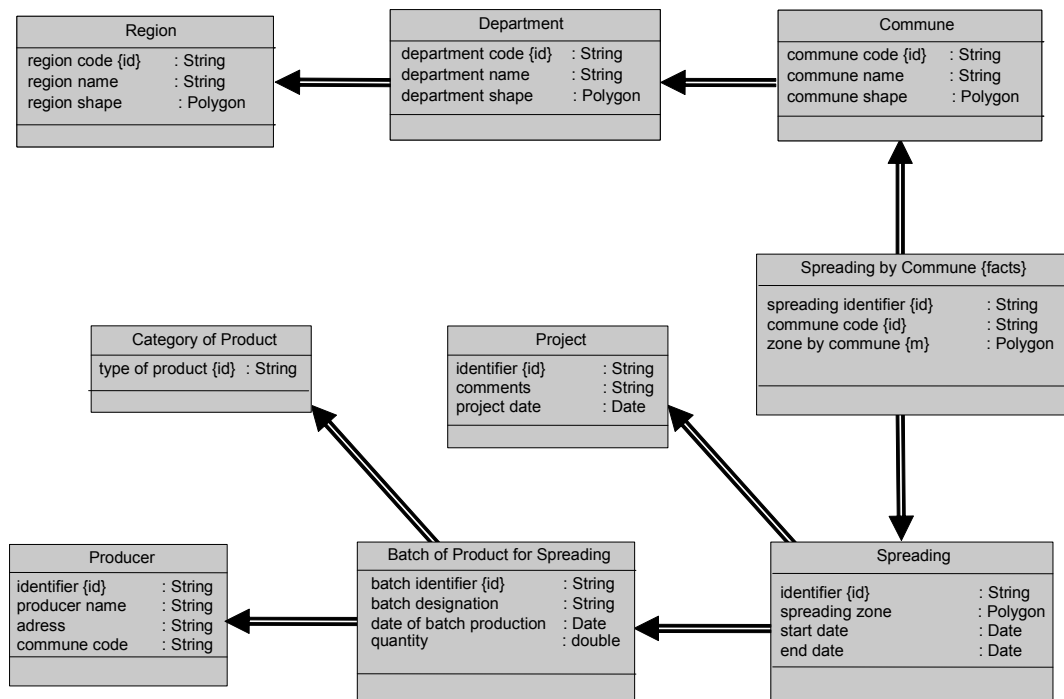 Region
region code {id} : String
region name : String
region shape : Polygon
Department
department code {id} : String
department name : String
department shape : Polygon
Commune
commune code {id} : String
commune name : String
commune shape : Polygon
Spreading by Commune {facts}
spreading identifier {id} : String
commune code {id} : String
zone by commune {m} : Polygon
Category of Product
type of product {id} : String
Project
identifier {id} : String
comments : String
project date : Date
Producer
identifier {id} : String
producer name : String
adress : String
commune code : String
Batch of Product for Spreading
batch identifier {id} : String
batch designation : String
date of batch production : Date
quantity : double
Spreading
identifier {id} : String
spreading zone : Polygon
start date : Date
end date : Date